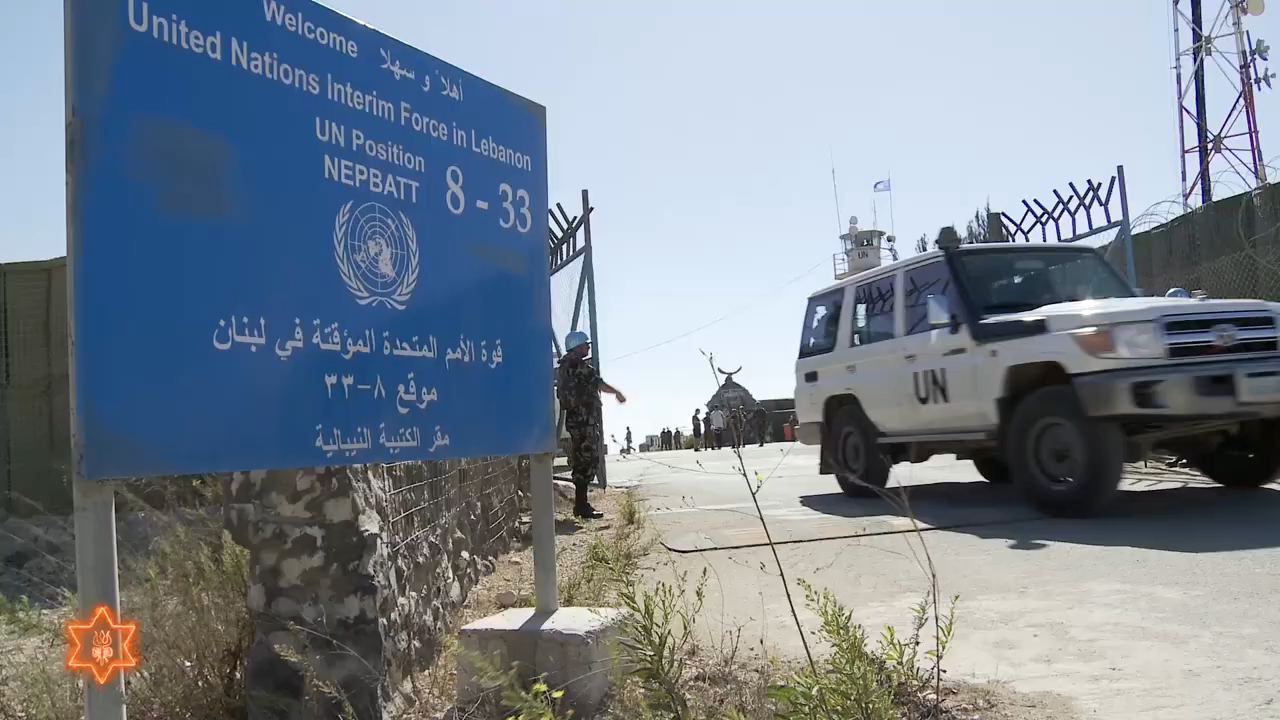 Welcome أهلاً و سهلا
United Nations Interim Force in Lebanon
UN Position
NEPBATT
8 - 33
قوة الأمم المتحدة المؤقتة في لبنان
موقع ٨-٣٣
مقر الكتيبة النيبالية
UN
UN